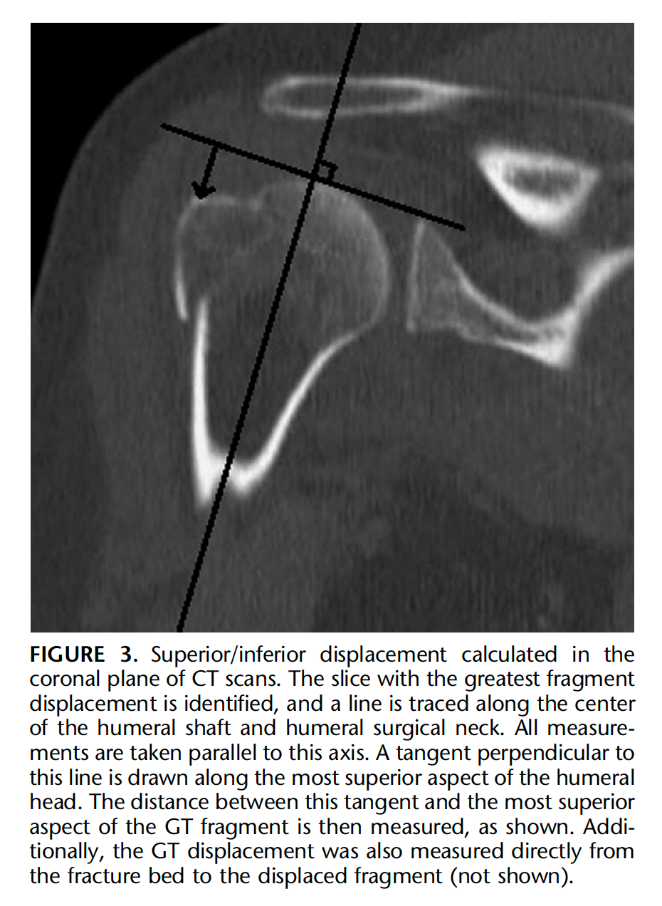 FIGURE 3. Superior/inferior displacement calculated in the
coronal plane of CT scans. The slice with the greatest fragment
displacement is identified, and a line is traced along the center
of the humeral shaft and humeral surgical neck. All measure-
ments are taken parallel to this axis. A tangent perpendicular to
this line is drawn along the most superior aspect of the humeral
head. The distance between this tangent and the most superior
aspect of the GT fragment is then measured, as shown. Addi-
tionally, the GT displacement was also measured directly from
the fracture bed to the displaced fragment (not shown).